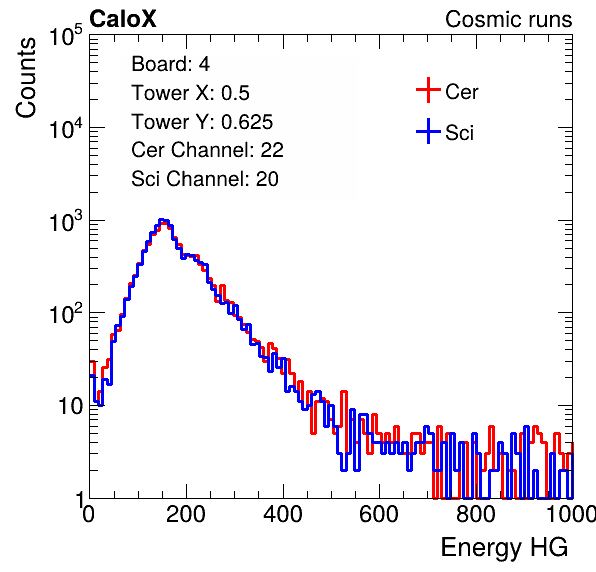 CaloX Cosmic runs
Counts
10^5
10^4
10^3
10^2
10
1
Board: 4
Tower X: 0.5
Tower Y: 0.625
Cer Channel: 22
Sci Channel: 20
Cer
Sci
0 200 400 600 800 1000
Energy HG